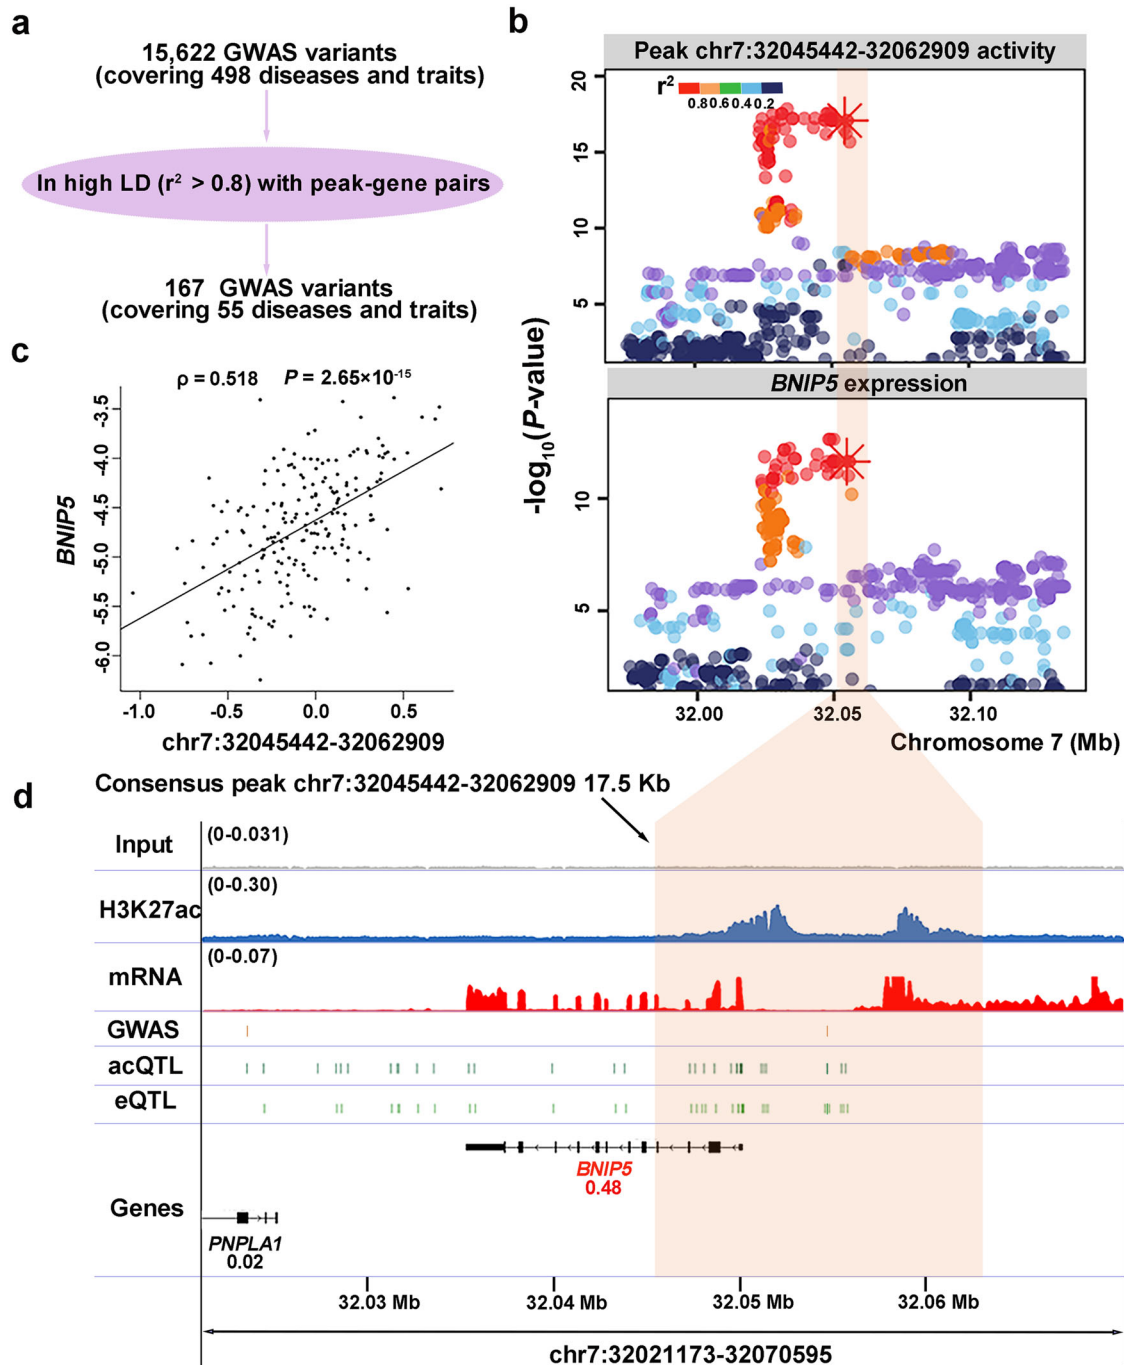 a
15,622 GWAS variants
(covering 498 diseases and traits)
In high LD (r² > 0.8) with peak-gene pairs
167 GWAS variants
(covering 55 diseases and traits)
b
Peak chr7:32045442-32062909 activity
r²
0.8 0.6 0.4 0.2
20
15
10
5
BNIP5 expression
10
5
-log₁₀(P-value)
32.00 32.05 32.10
Chromosome 7 (Mb)
c
ρ = 0.518 P = 2.65×10⁻¹⁵
BNIP5
-3.5
-4.0
-4.5
-5.0
-5.5
-6.0
-1.0 -0.5 0.0 0.5
chr7:32045442-32062909
d
Consensus peak chr7:32045442-32062909 17.5 Kb
Input (0-0.031)
H3K27ac (0-0.30)
mRNA (0-0.07)
GWAS
acQTL
eQTL
Genes
BNIP5
0.48
PNPLA1
0.02
32.03 Mb 32.04 Mb 32.05 Mb 32.06 Mb
chr7:32021173-32070595